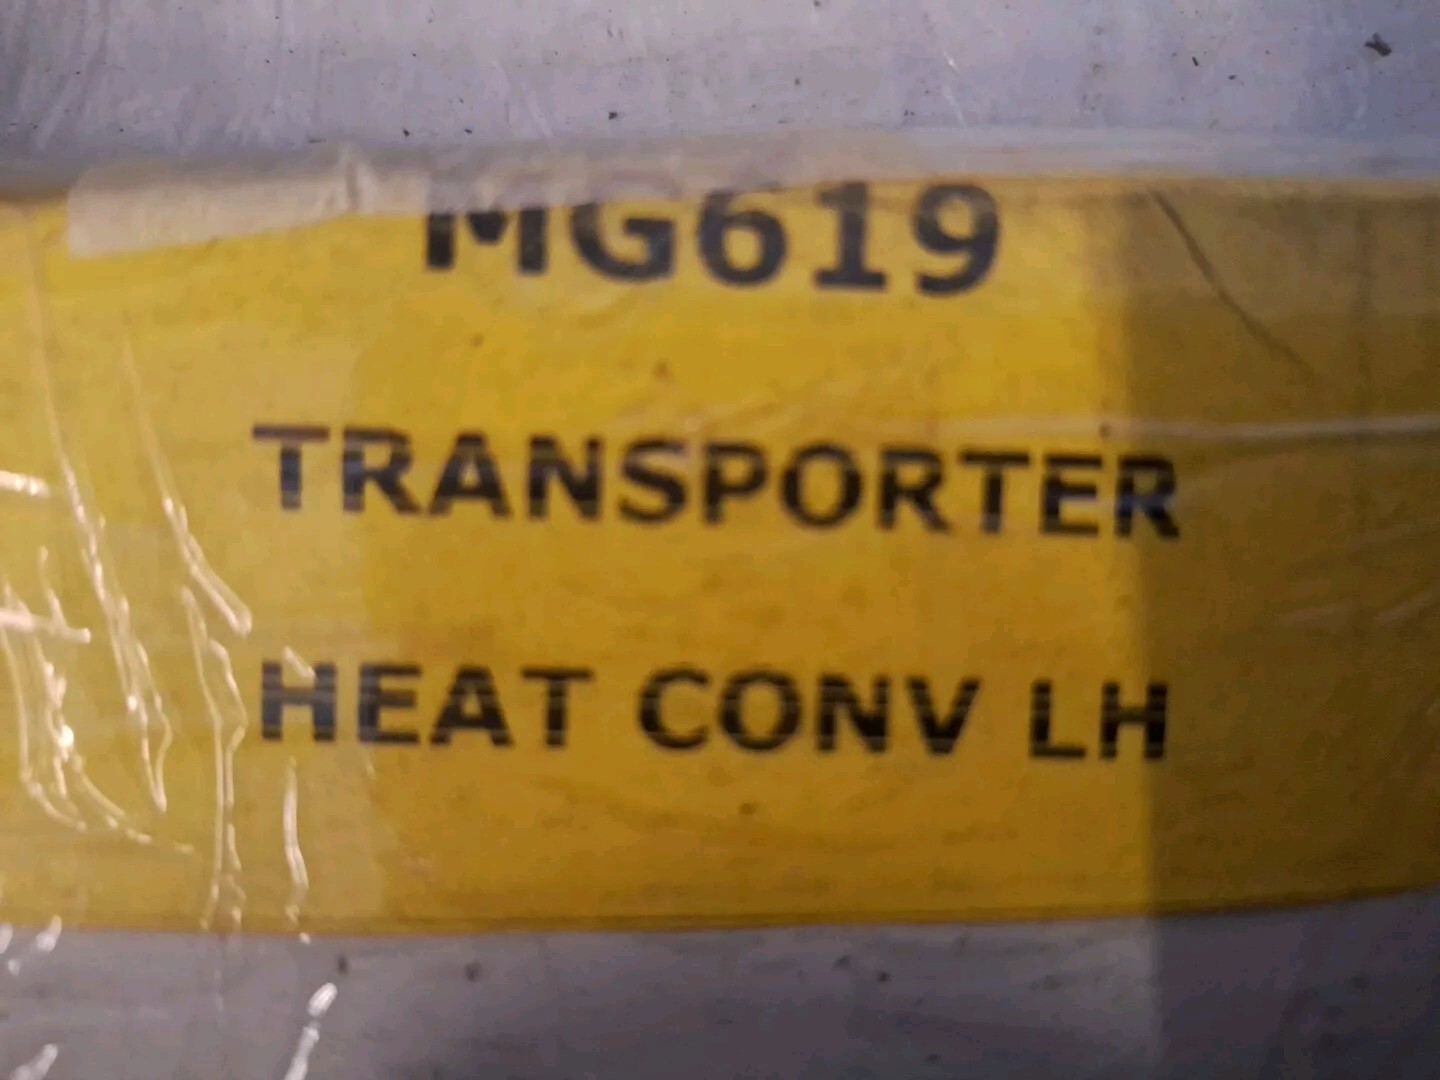 MG619
TRANSPORTER
HEAT CONV LH